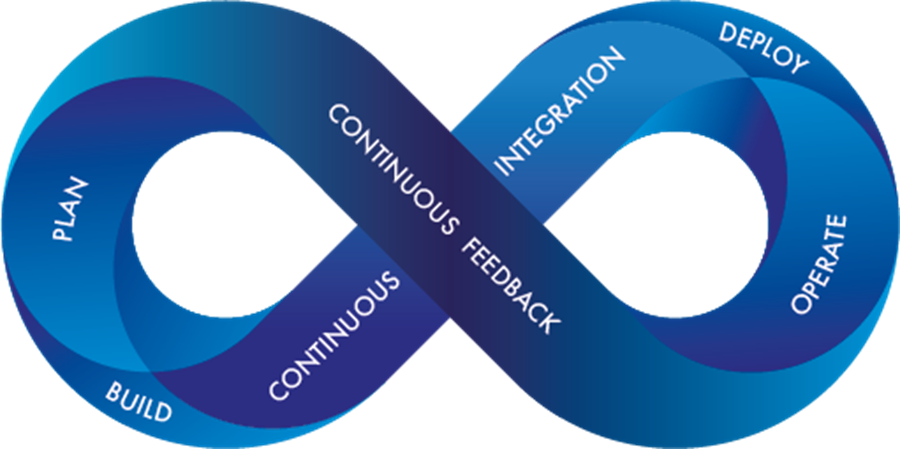 PLAN
BUILD
CONTINUOUS INTEGRATION
DEPLOY
OPERATE
CONTINUOUS FEEDBACK